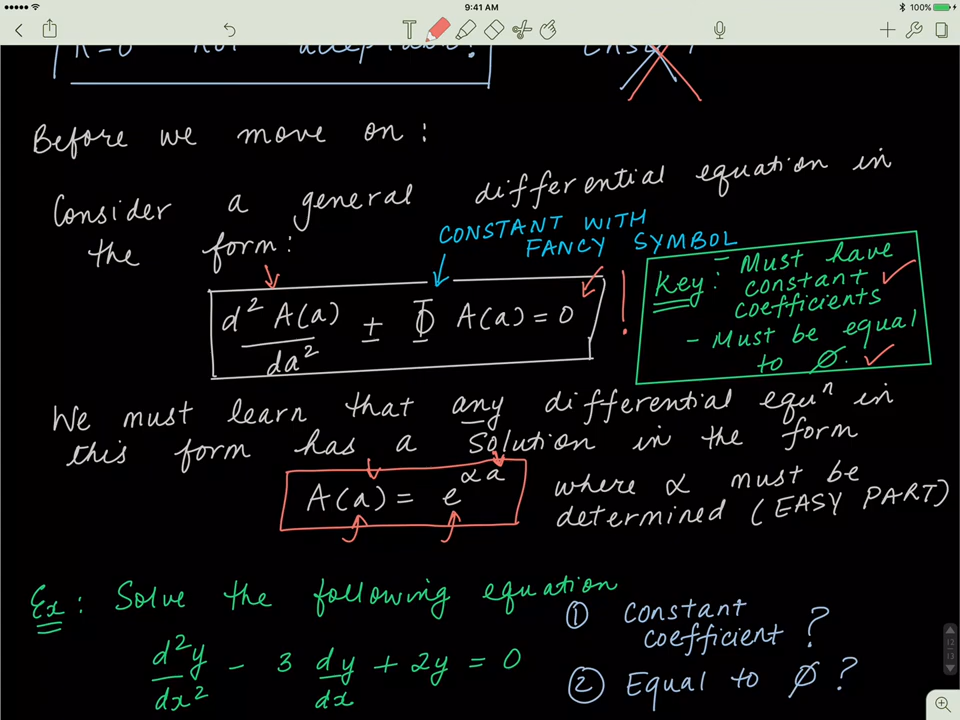 9:41 AM
100%
T
Before we move on:
Consider a general differential equation in
the form:
CONSTANT WITH
FANCY SYMBOL
d² A(a)/da² ± Φ A(a) = 0 !
Key: - Must have
constant
coefficients
- Must be equal
to ∅.
We must learn that any differential equⁿ in
this form has a solution in the form
A(a) = e^{αa}
where α must be
determined (EASY PART)
Ex: Solve the following equation
d²y/dx² - 3 dy/dx + 2y = 0
① Constant
coefficient ?
② Equal to ∅ ?